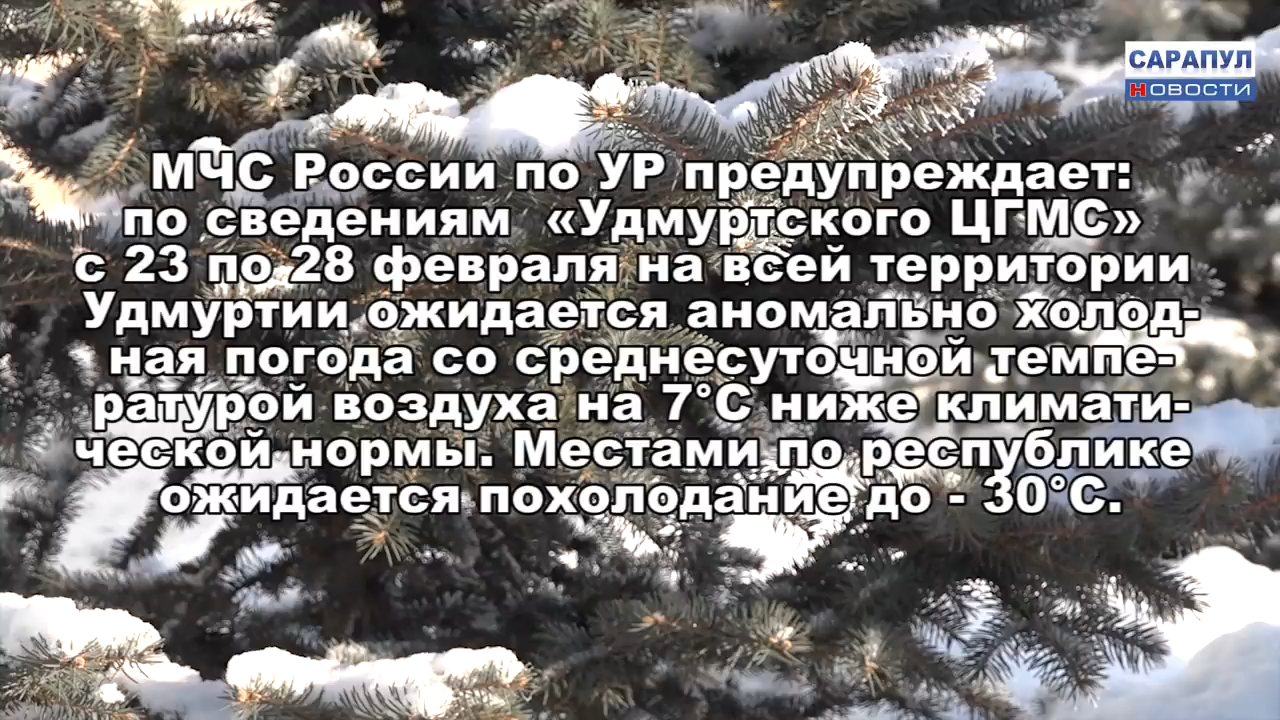 САРАПУЛ
НОВОСТИ
МЧС России по УР предупреждает:
по сведениям «Удмуртского ЦГМС»
с 23 по 28 февраля на всей территории
Удмуртии ожидается аномально холод-
ная погода со среднесуточной темпе-
ратурой воздуха на 7°С ниже климати-
ческой нормы. Местами по республике
ожидается похолодание до - 30°С.